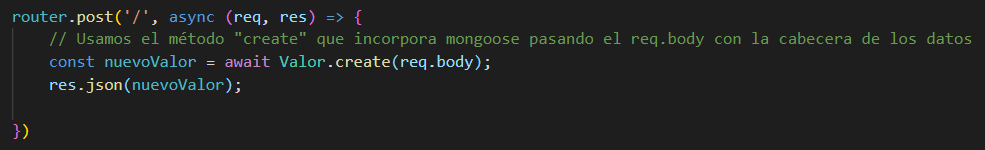 router.post('/', async (req, res) => {
    // Usamos el método "create" que incorpora mongoose pasando el req.body con la cabecera de los datos
    const nuevoValor = await Valor.create(req.body);
    res.json(nuevoValor);
})